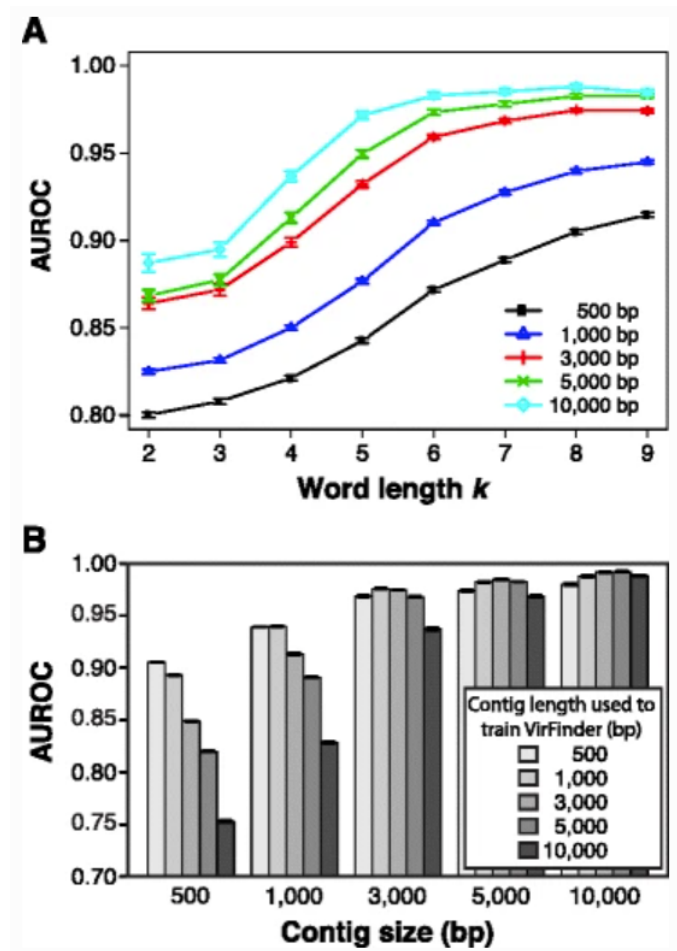 A
1.00
0.95
0.90
0.85
0.80
AUROC
500 bp
1,000 bp
3,000 bp
5,000 bp
10,000 bp
2 3 4 5 6 7 8 9
Word length k
B
1.00
0.95
0.90
0.85
0.80
0.75
0.70
AUROC
Contig length used to
train VirFinder (bp)
500
1,000
3,000
5,000
10,000
500 1,000 3,000 5,000 10,000
Contig size (bp)